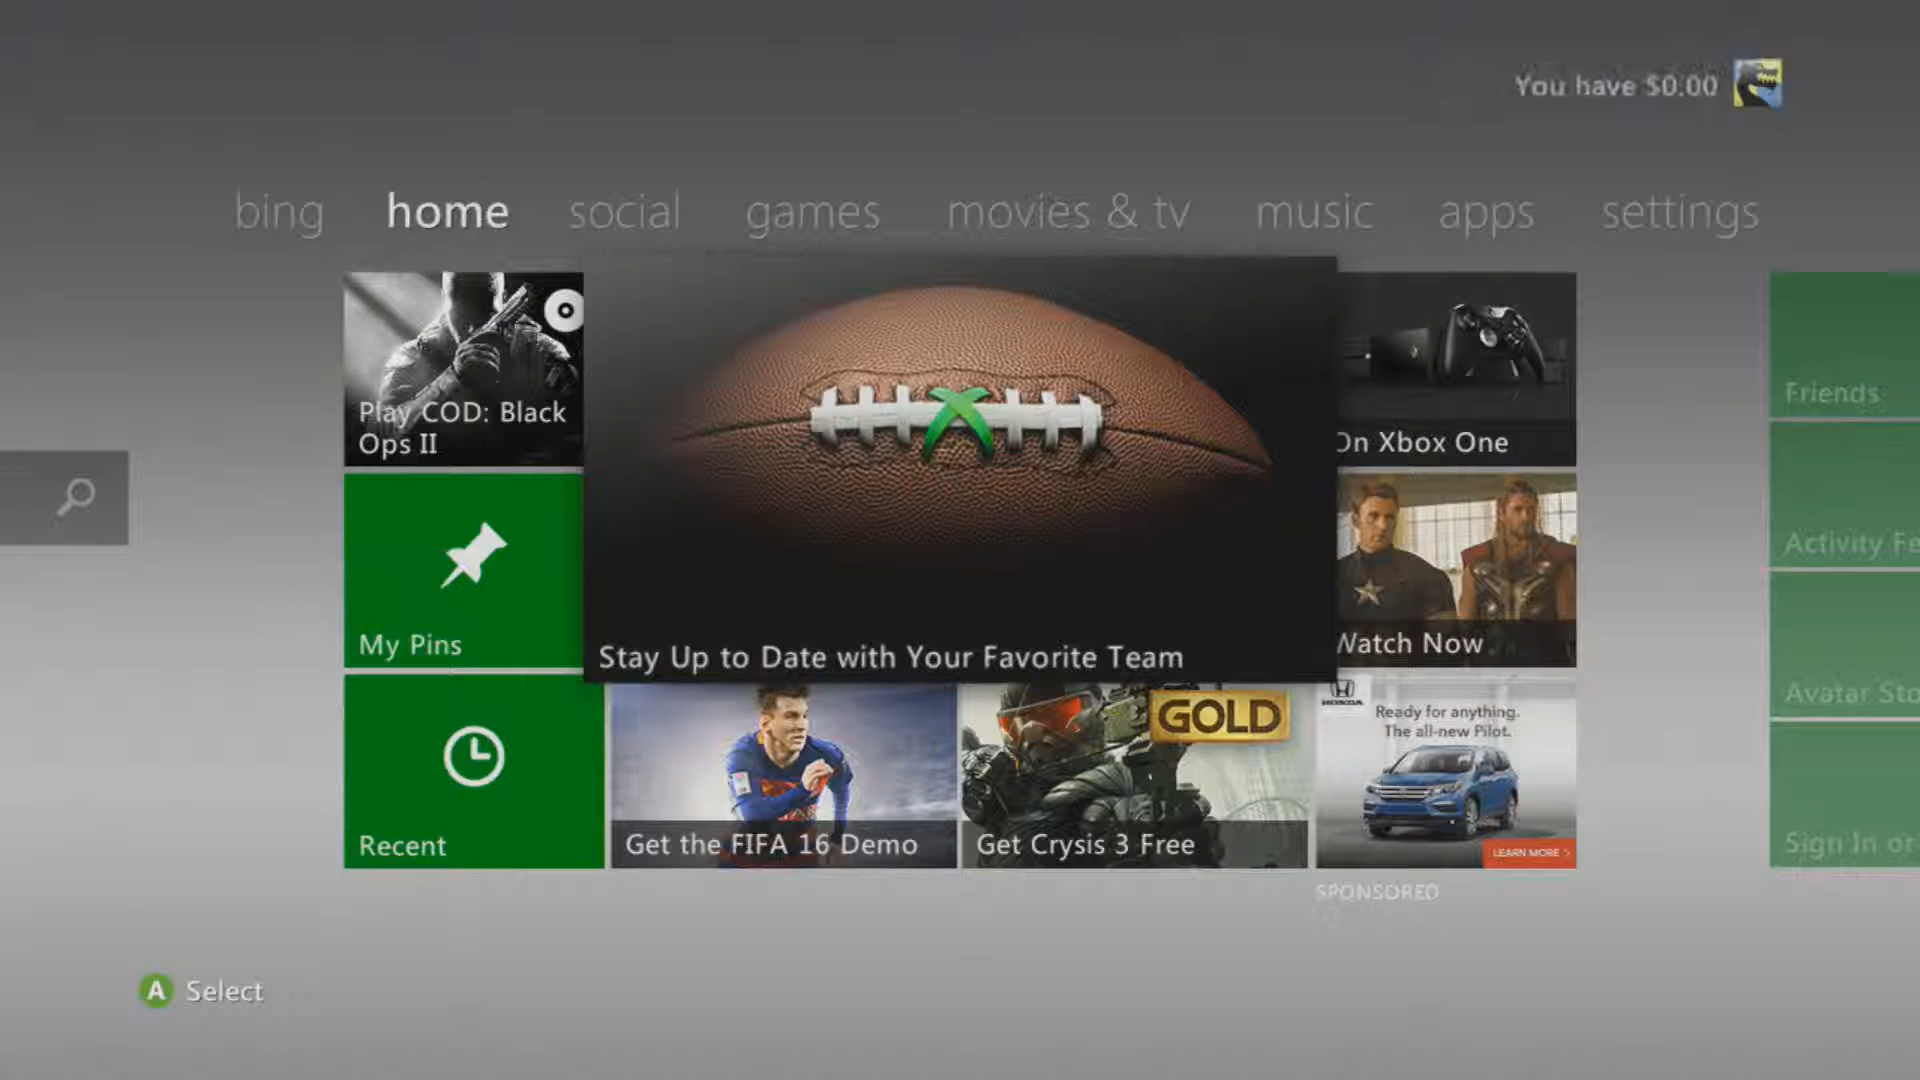 You have $0.00
bing home social games movies & tv music apps settings
Play COD: Black
Ops II
My Pins
Recent
Stay Up to Date with Your Favorite Team
Get the FIFA 16 Demo
GOLD
Get Crysis 3 Free
On Xbox One
Watch Now
HONDA
Ready for anything.
The all-new Pilot.
LEARN MORE >
SPONSORED
Friends
Activity Fe
Avatar Sto
Sign In or
A Select